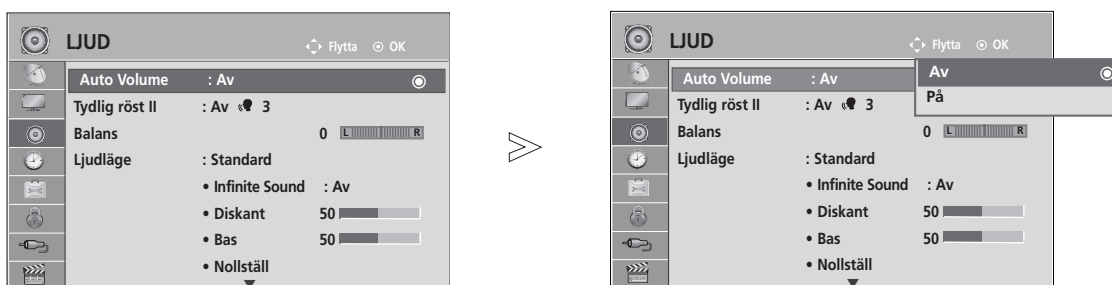 LJUD
Flytta OK
Auto Volume : Av
Tydlig röst II : Av 3
Balans 0 L R
Ljudläge : Standard
• Infinite Sound : Av
• Diskant 50
• Bas 50
• Nollställ
>
LJUD
Flytta OK
Auto Volume : Av
Av
På
Tydlig röst II : Av 3
Balans 0 L R
Ljudläge : Standard
• Infinite Sound : Av
• Diskant 50
• Bas 50
• Nollställ